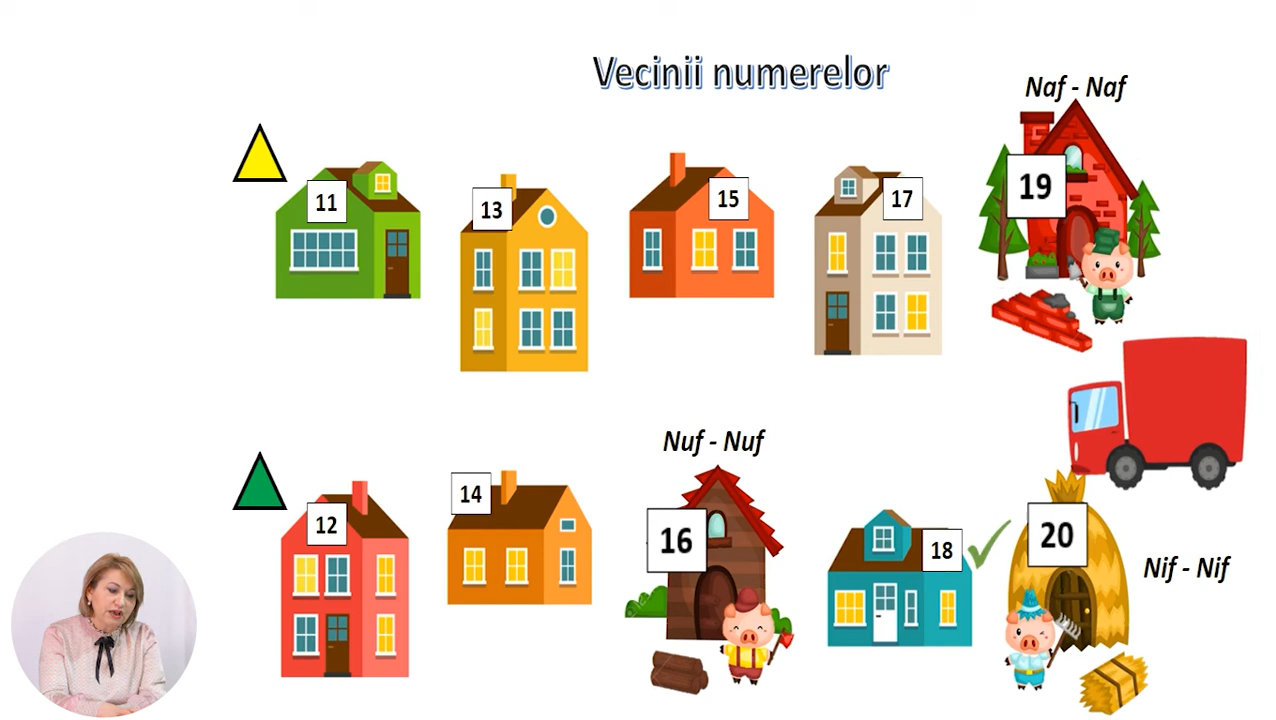 Vecinii numerelor
Naf - Naf
11
13
15
17
19
Nuf - Nuf
12
14
16
18
20
Nif - Nif